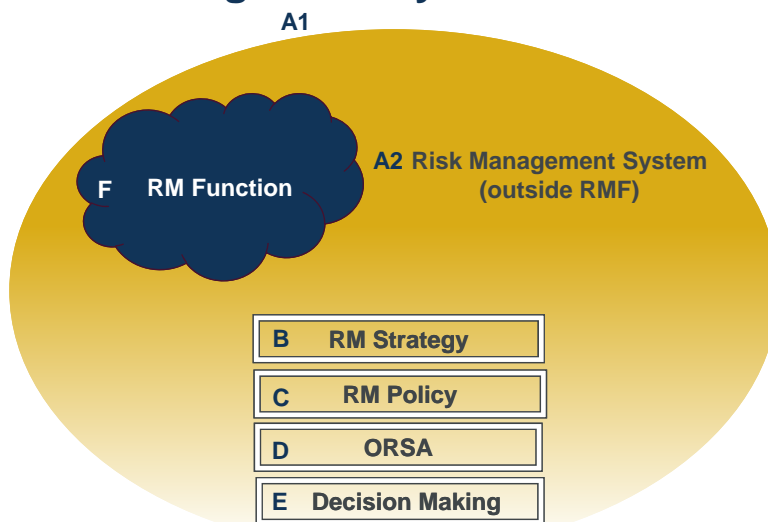 A1
A2 Risk Management System
(outside RMF)
F RM Function
B RM Strategy
C RM Policy
D ORSA
E Decision Making